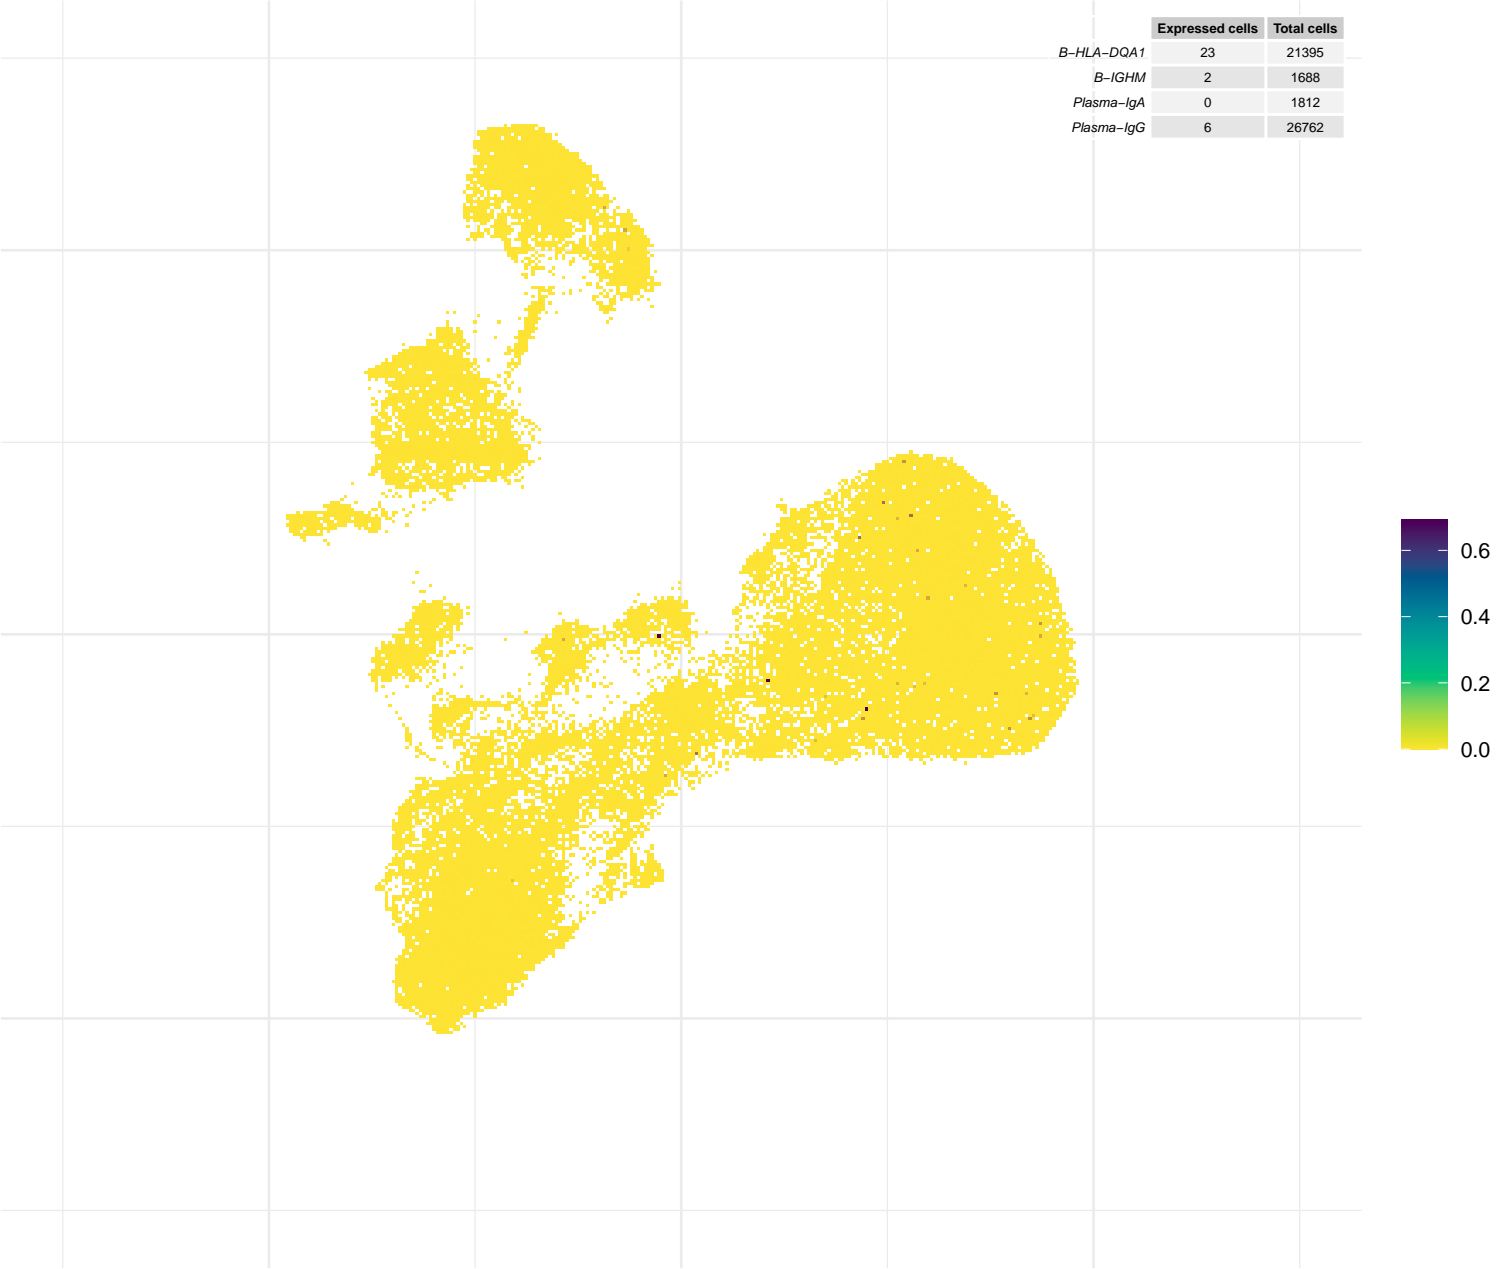 Expressed cells Total cells
B−HLA−DQA1 23 21395
B−IGHM 2 1688
Plasma−IgA 0 1812
Plasma−IgG 6 26762
0.6
0.4
0.2
0.0